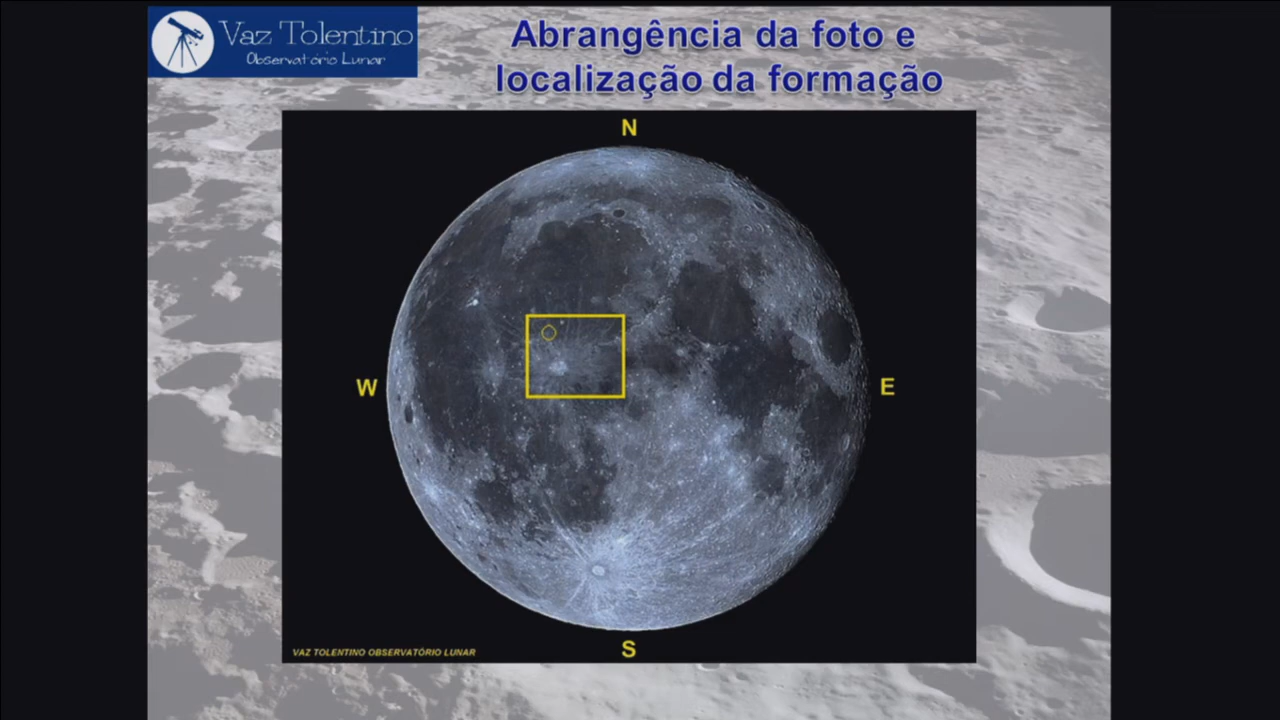 Vaz Tolentino
Observatório Lunar
Abrangência da foto e
localização da formação
N
W
E
S
VAZ TOLENTINO OBSERVATÓRIO LUNAR